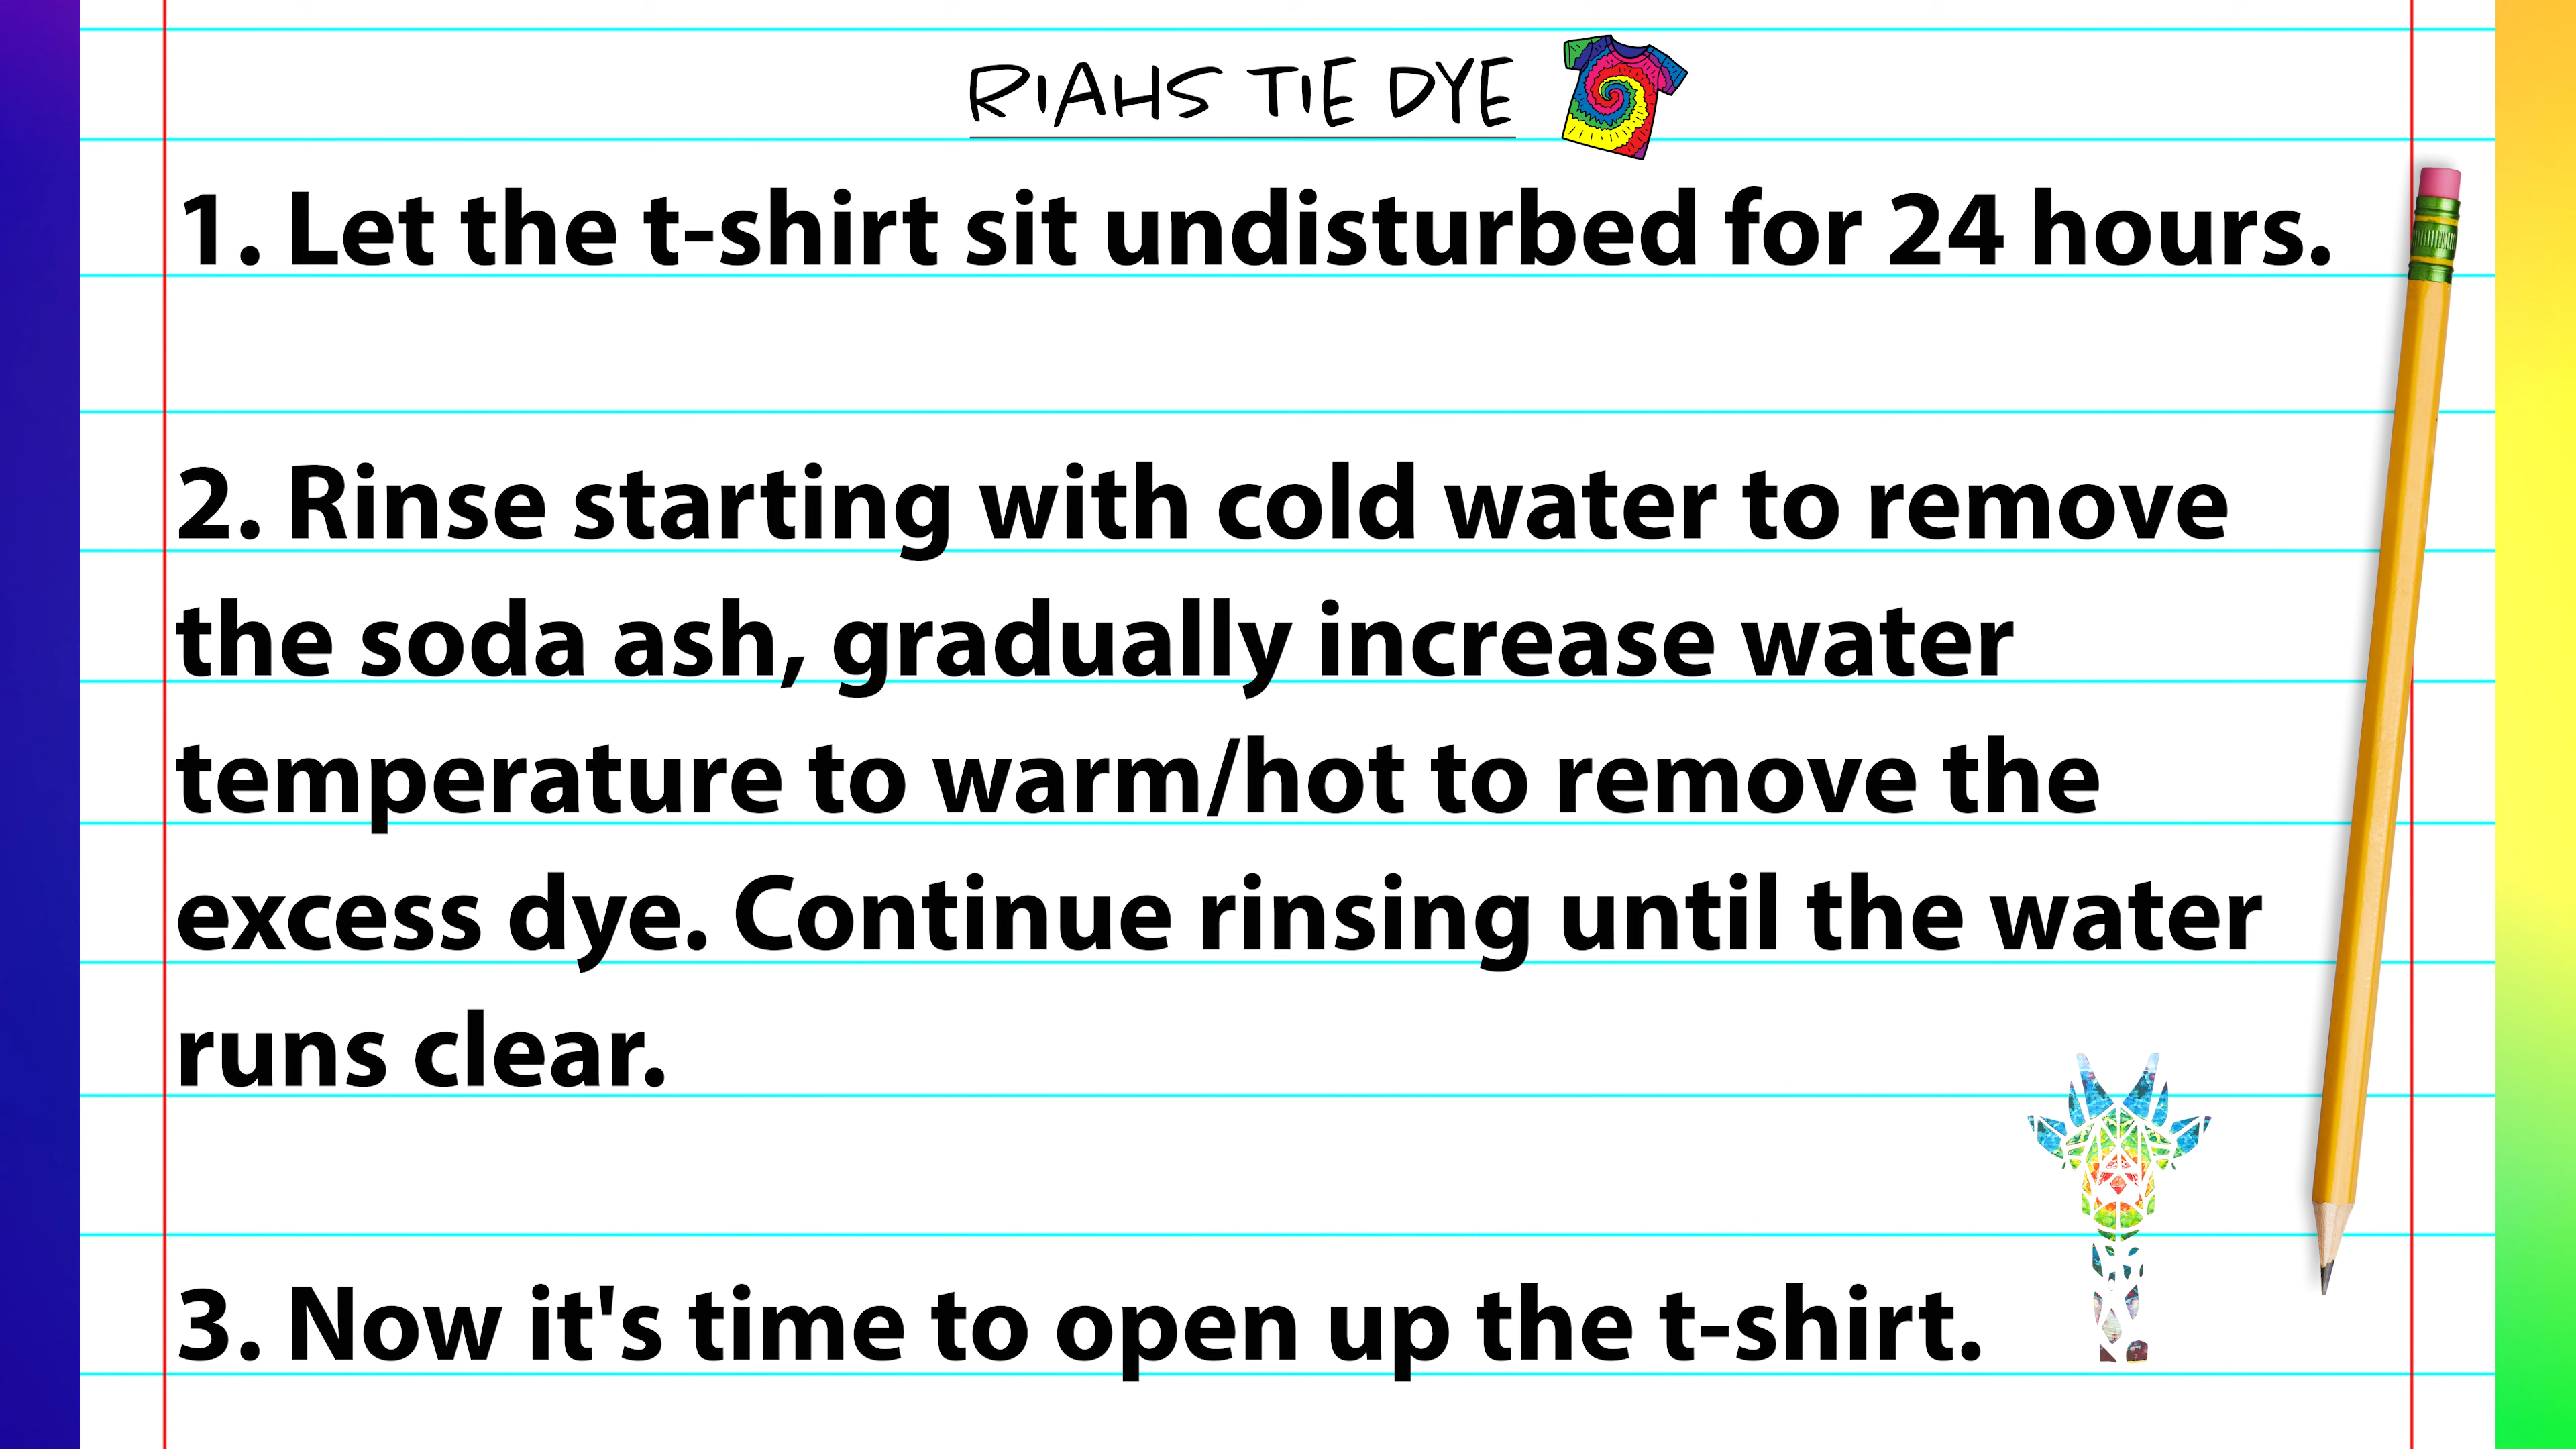 RIAHS TIE DYE
1. Let the t-shirt sit undisturbed for 24 hours.
2. Rinse starting with cold water to remove
the soda ash, gradually increase water
temperature to warm/hot to remove the
excess dye. Continue rinsing until the water
runs clear.
3. Now it's time to open up the t-shirt.